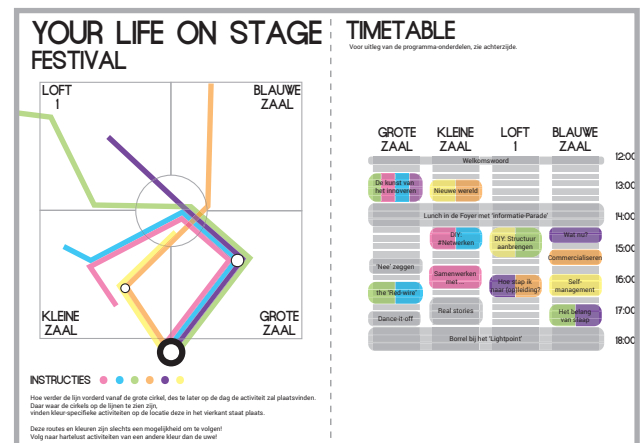 YOUR LIFE ON STAGE
FESTIVAL
LOFT
1
BLAUWE
ZAAL
KLEINE
ZAAL
GROTE
ZAAL
INSTRUCTIES
Hoe verder de lijn vorderd vanaf de grote cirkel, des te later op de dag de activiteit zal plaatsvinden.
Daar waar de cirkels op de lijnen te zien zijn,
vinden kleur-specifieke activiteiten op de locatie deze in het vierkant staat plaats.
Deze routes en kleuren zijn slechts een mogelijkheid om te volgen!
Volg naar hartelust activiteiten van een andere kleur dan de uwe!
TIMETABLE
Voor uitleg van de programma-onderdelen, zie achterzijde.
GROTE
ZAAL
KLEINE
ZAAL
LOFT
1
BLAUWE
ZAAL
12:00
Welkomswoord
13:00
De kunst van
het innoveren
Nieuwe wereld
14:00
Lunch in de Foyer met 'Informatie-Parade'
DIY:
#Netwerken
DIY: Structuur
aanbrengen
Wat nu?
15:00
Commercialiseren
'Nee' zeggen
Samenwerken
met ...
16:00
Hoe stap ik
naar (op)leiding?
Self-
management
the 'Red wire'
17:00
Dance-it-off
Real stories
Het belang
van slaap
18:00
Borrel bij het 'Lightpoint'